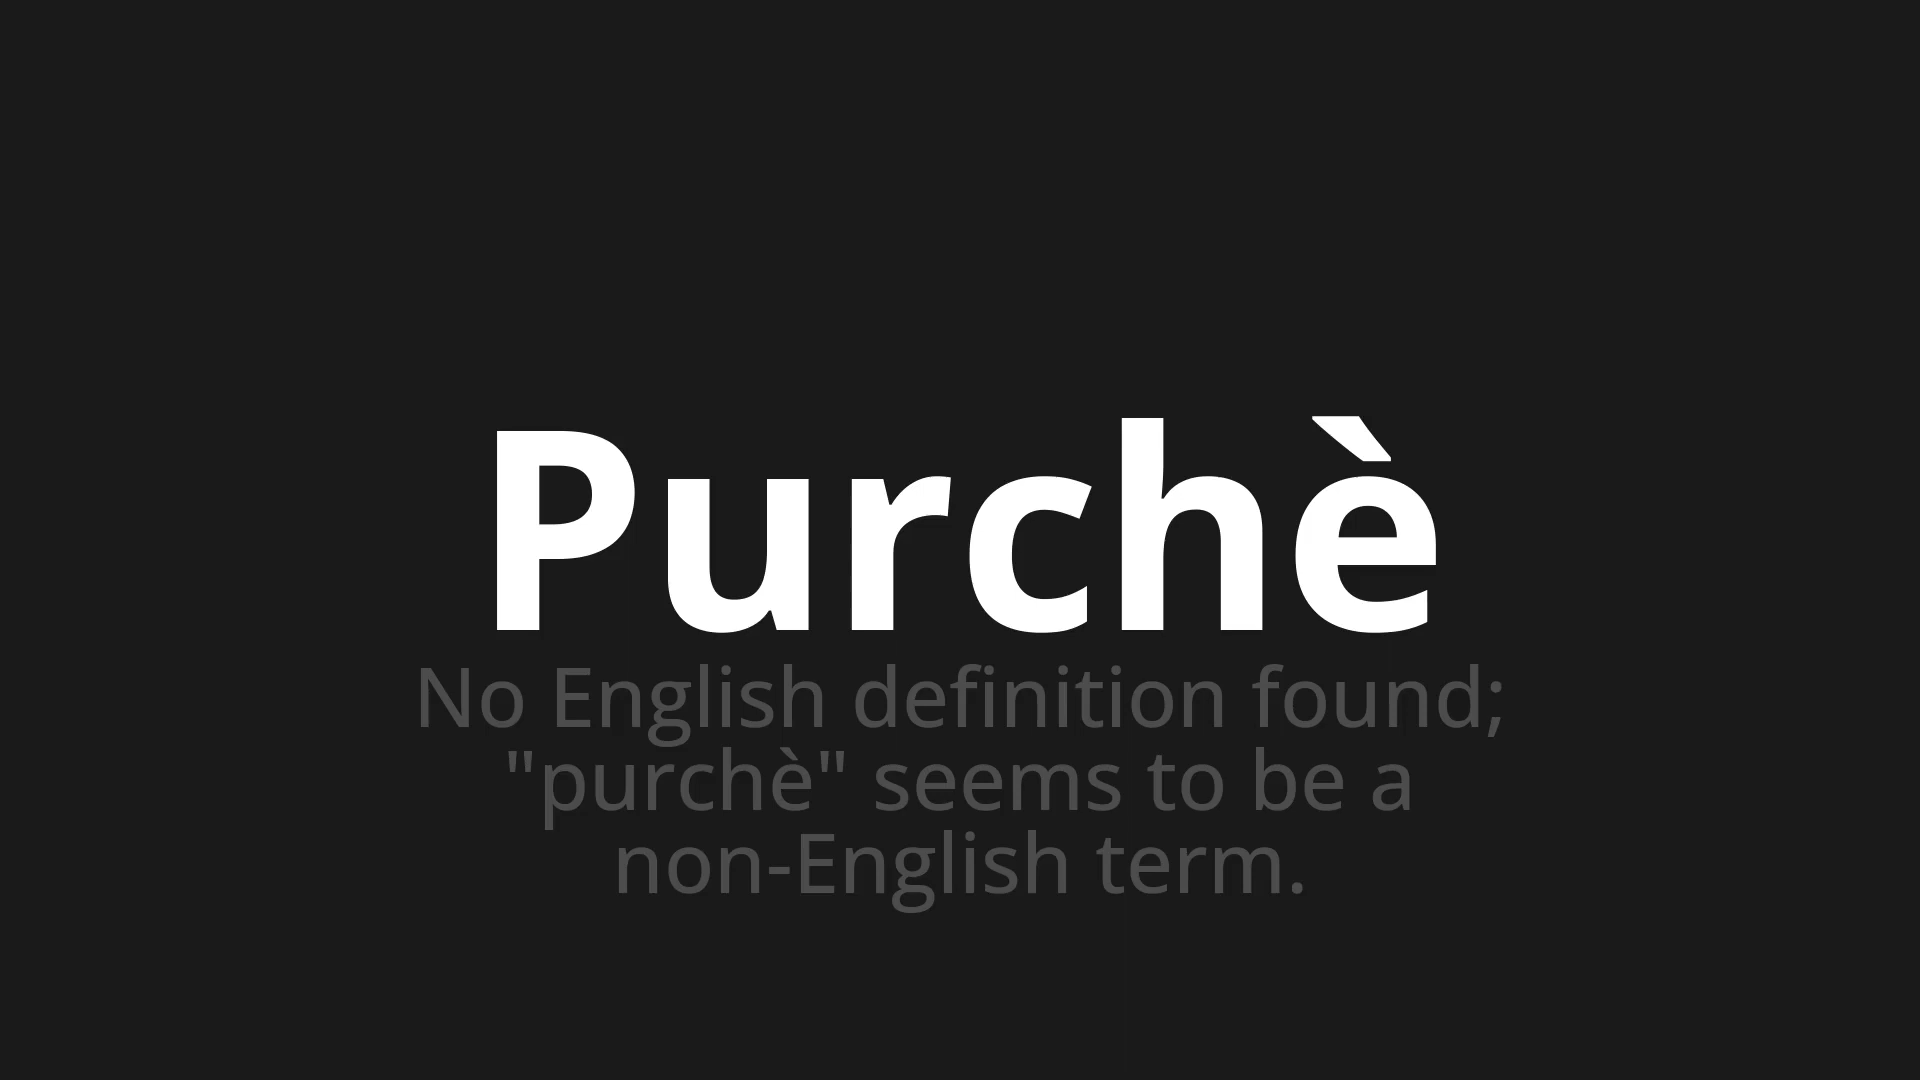 Purchè
No English definition found;
"purchè" seems to be a
non-English term.